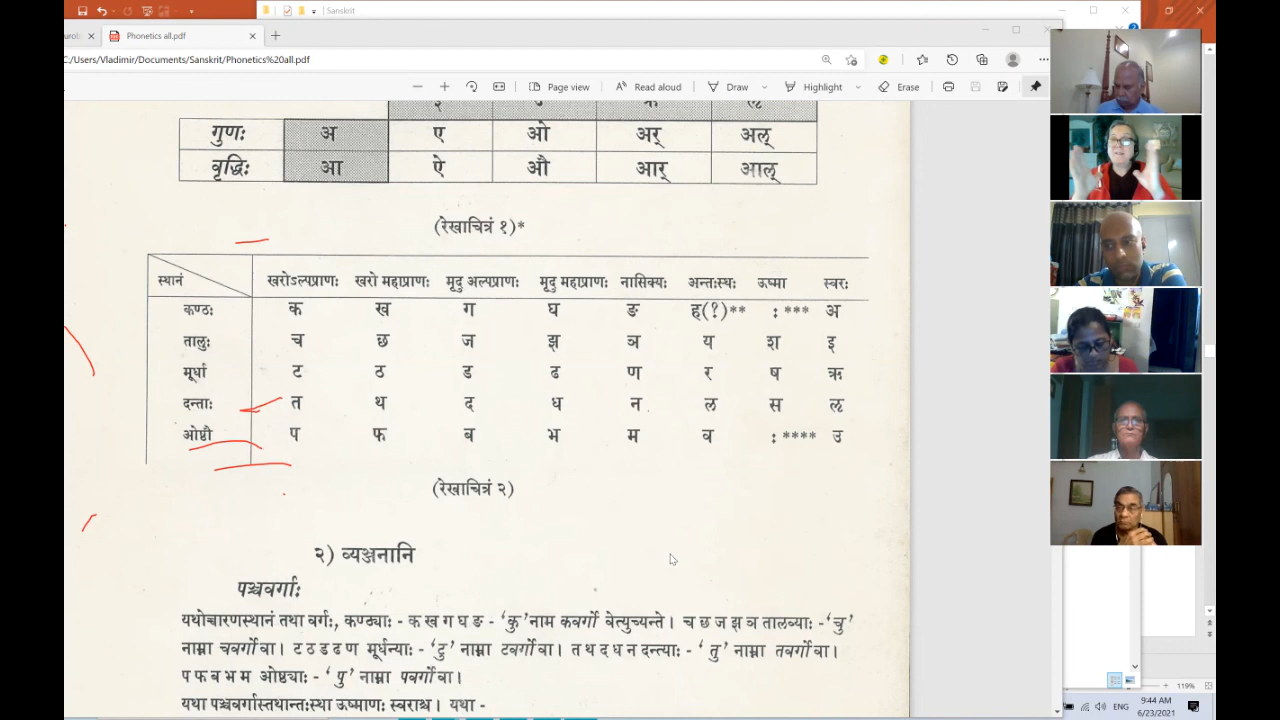 Sanskrit
Phonetics all.pdf
C:/Users/Vladimir/Documents/Sanskrit/Phonetics%20all.pdf
Page view Read aloud Draw Highlight Erase
गुणः अ ए ओ अर् अल्
वृद्धिः आ ऐ औ आर् आल्
(रेखाचित्रं १)*
स्थानं खरोऽल्पप्राणः खरो महाप्राणः मृदु अल्पप्राणः मृदु महाप्राणः नासिक्यः अन्तःस्थः ऊष्मा स्वरः
कण्ठः क ख ग घ ङ ह(?)** : *** अ
तालुः च छ ज झ ञ य श इ
मूर्धा ट ठ ड ढ ण र ष ऋ
दन्ताः त थ द ध न ल स ऌ
ओष्ठौ प फ ब भ म व : **** उ
(रेखाचित्रं २)
२) व्यञ्जनानि
पञ्चवर्गाः
यथोच्चारणस्थानं तथा वर्गः, कण्ठ्याः - क ख ग घ ङ - 'कु' नाम कवर्गो वेत्युच्यन्ते। च छ ज झ ञ तालव्याः - 'चु'
नाम्ना चवर्गो वा। ट ठ ड ढ ण मूर्धन्याः - 'टु' नाम्ना टवर्गो वा। त थ द ध न दन्त्याः - 'तु' नाम्ना तवर्गो वा।
प फ ब भ म ओष्ठ्याः - 'पु' नाम्ना पवर्गो वा।
यथा पञ्चवर्गास्तथान्तःस्था ऊष्माणः स्वराश्च। यथा -
119%
ENG
9:44 AM
6/23/2021